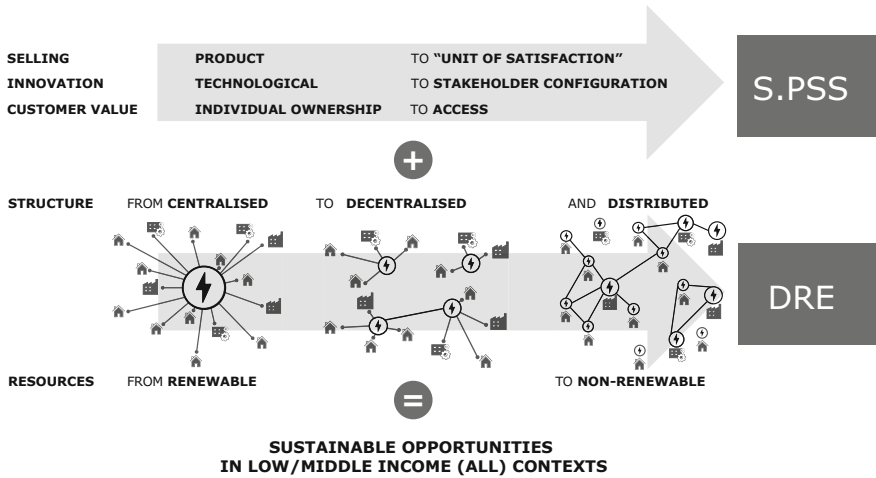 SELLING PRODUCT TO “UNIT OF SATISFACTION”
INNOVATION TECHNOLOGICAL TO STAKEHOLDER CONFIGURATION
CUSTOMER VALUE INDIVIDUAL OWNERSHIP TO ACCESS
S.PSS
+
STRUCTURE FROM CENTRALISED TO DECENTRALISED AND DISTRIBUTED
DRE
RESOURCES FROM RENEWABLE TO NON-RENEWABLE
=
SUSTAINABLE OPPORTUNITIES
IN LOW/MIDDLE INCOME (ALL) CONTEXTS